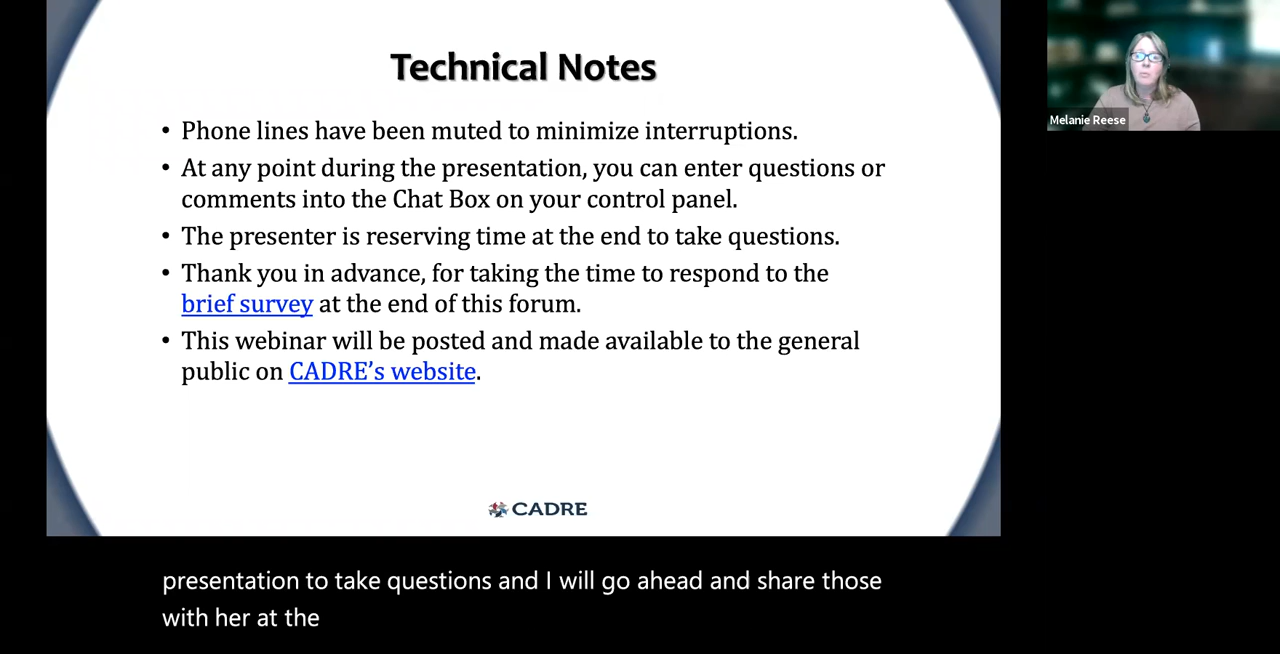 Technical Notes
• Phone lines have been muted to minimize interruptions.
• At any point during the presentation, you can enter questions or
comments into the Chat Box on your control panel.
• The presenter is reserving time at the end to take questions.
• Thank you in advance, for taking the time to respond to the
brief survey at the end of this forum.
• This webinar will be posted and made available to the general
public on CADRE’s website.
CADRE
Melanie Reese
presentation to take questions and I will go ahead and share those
with her at the